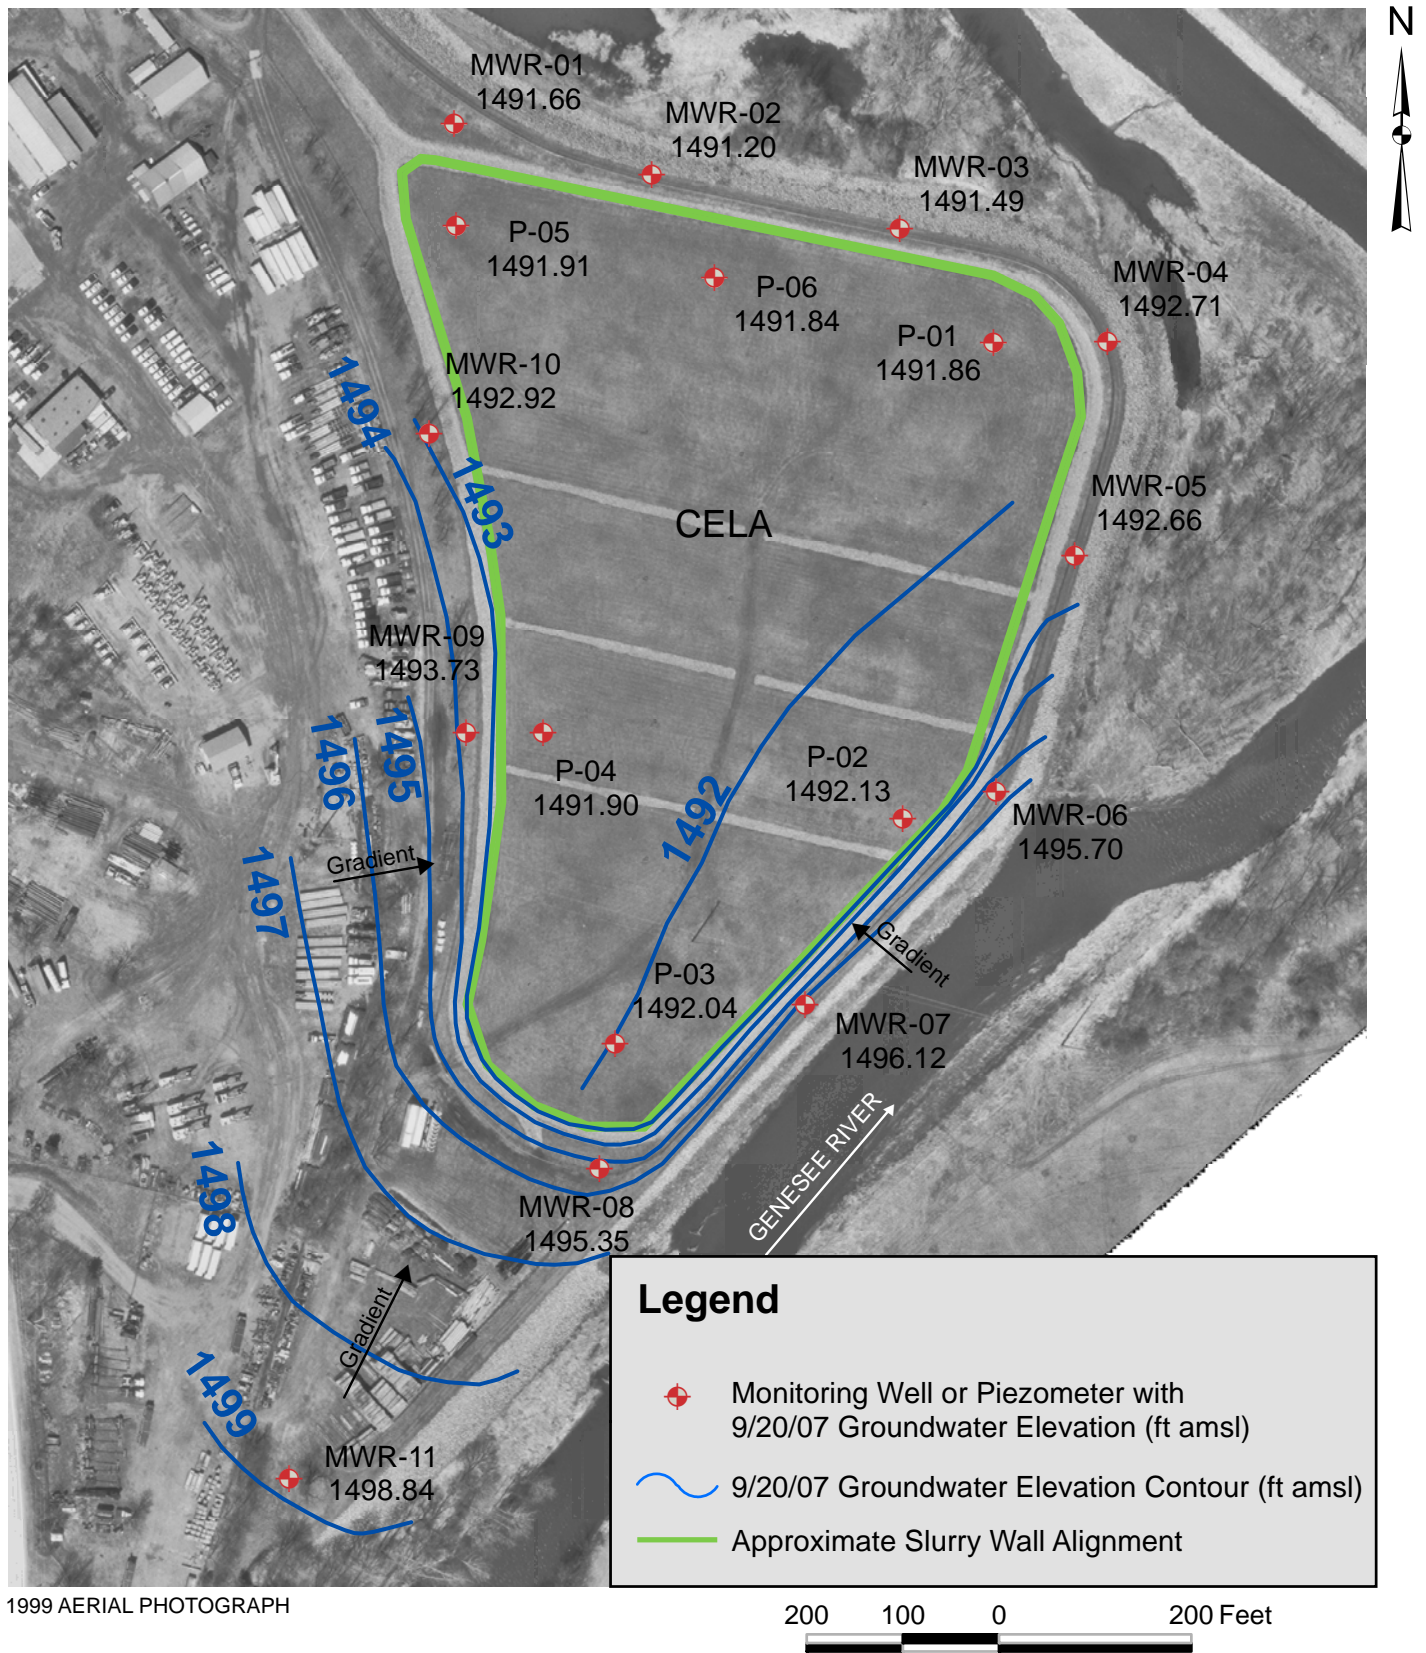 N
MWR-01
1491.66
MWR-02
1491.20
MWR-03
1491.49
P-05
1491.91
P-06
1491.84
MWR-04
1492.71
P-01
1491.86
MWR-10
1492.92
1494
1493
CELA
MWR-05
1492.66
MWR-09
1493.73
1496
1495
P-04
1491.90
1492
P-02
1492.13
MWR-06
1495.70
Gradient
1497
Gradient
P-03
1492.04
MWR-07
1496.12
GENESEE RIVER
1498
MWR-08
1495.35
Gradient
1499
MWR-11
1498.84
Legend
Monitoring Well or Piezometer with
9/20/07 Groundwater Elevation (ft amsl)
9/20/07 Groundwater Elevation Contour (ft amsl)
Approximate Slurry Wall Alignment
1999 AERIAL PHOTOGRAPH
200 100 0 200 Feet